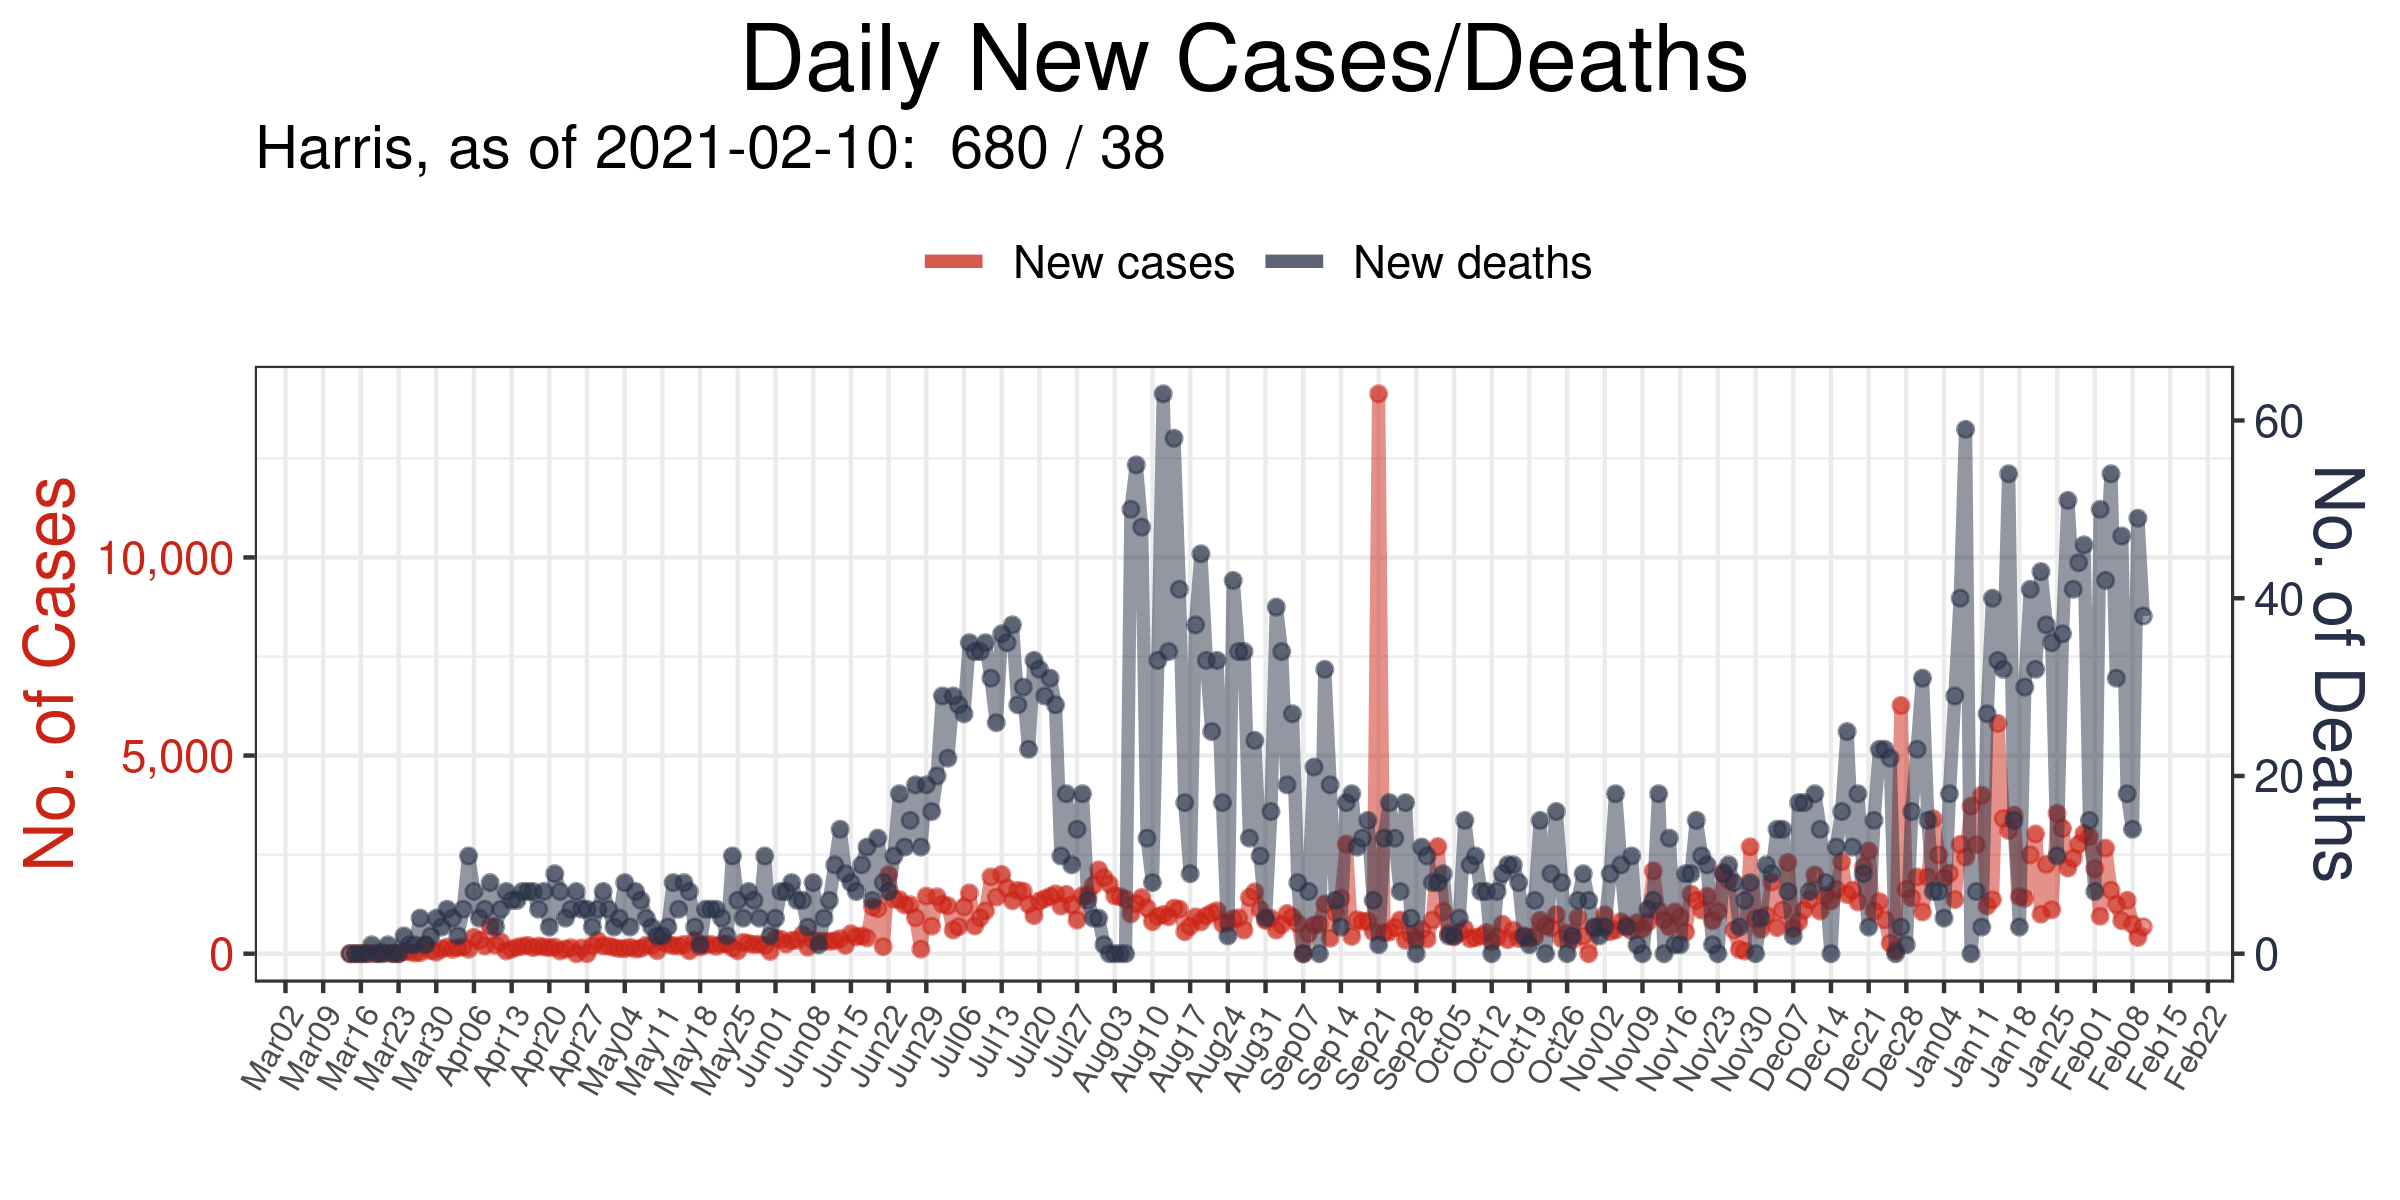 Daily New Cases/Deaths
Harris, as of 2021-02-10:  680 / 38
New cases New deaths
No. of Cases
10,000
5,000
0
60
40
20
0
No. of Deaths
Mar02 Mar09 Mar16 Mar23 Mar30 Apr06 Apr13 Apr20 Apr27 May04 May11 May18 May25 Jun01 Jun08 Jun15 Jun22 Jun29 Jul06 Jul13 Jul20 Jul27 Aug03 Aug10 Aug17 Aug24 Aug31 Sep07 Sep14 Sep21 Sep28 Oct05 Oct12 Oct19 Oct26 Nov02 Nov09 Nov16 Nov23 Nov30 Dec07 Dec14 Dec21 Dec28 Dec04 Jan11 Jan18 Jan18 Jan25 Feb01 Feb08 Feb15 Feb22